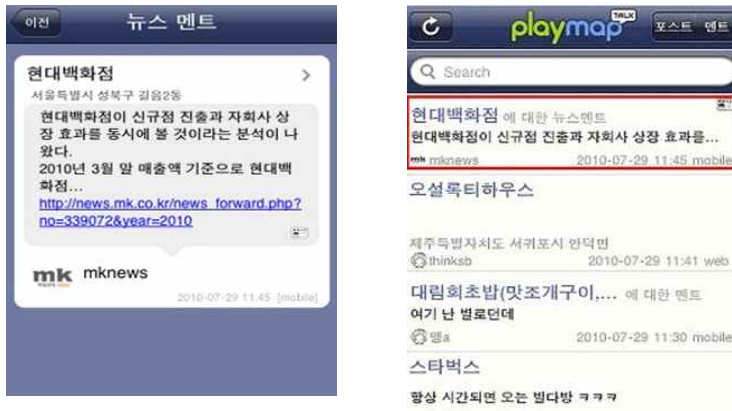 이전
뉴스 멘트
현대백화점
서울특별시 성북구 길음2동
현대백화점이 신규점 진출과 자회사 상
장 효과를 동시에 볼 것이라는 분석이 나
왔다.
2010년 3월 말 매출액 기준으로 현대백
화점...
http://news.mk.co.kr/news_forward.php?
no=339072&year=2010
mk mknews
2010-07-29 11:45 [mobile]
playmap TALK
포스트 멘트
Search
현대백화점 에 대한 뉴스멘트
현대백화점이 신규점 진출과 자회사 상장 효과를...
mk mknews 2010-07-29 11:45 mobile
오설록티하우스
제주특별자치도 서귀포시 안덕면
thinksb 2010-07-29 11:41 web
대림회초밥(맛조개구이,... 에 대한 멘트
여기 난 별로던데
앵a 2010-07-29 11:30 mobile
스타벅스
항상 시간되면 오는 별다방 ㅋㅋㅋ